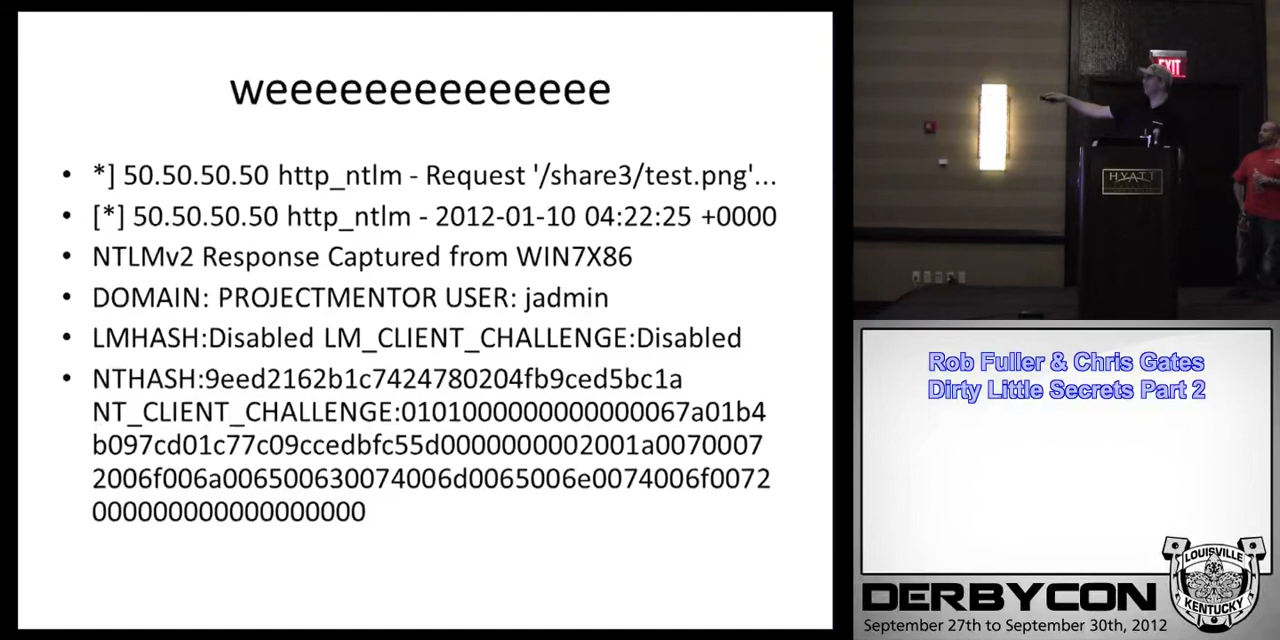 weeeeeeeeeeeeee
• *] 50.50.50.50 http_ntlm - Request '/share3/test.png'...
• [*] 50.50.50.50 http_ntlm - 2012-01-10 04:22:25 +0000
• NTLMv2 Response Captured from WIN7X86
• DOMAIN: PROJECTMENTOR USER: jadmin
• LMHASH:Disabled LM_CLIENT_CHALLENGE:Disabled
• NTHASH:9eed2162b1c7424780204fb9ced5bc1a
NT_CLIENT_CHALLENGE:0101000000000000067a01b4
b097cd01c77c09ccedbfc55d0000000002001a0070007
2006f006a006500630074006d0065006e0074006f0072
000000000000000000
EXIT
HYATT
Rob Fuller & Chris Gates
Dirty Little Secrets Part 2
LOUISVILLE
KENTUCKY
DERBYCON
September 27th to September 30th, 2012